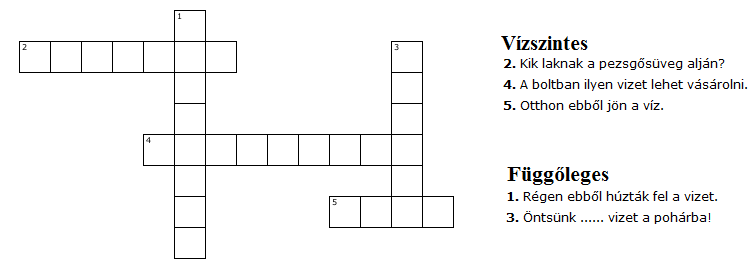 1
2
3
4
5
Vízszintes
2. Kik laknak a pezsgősüveg alján?
4. A boltban ilyen vizet lehet vásárolni.
5. Otthon ebből jön a víz.
Függőleges
1. Régen ebből húzták fel a vizet.
3. Öntsünk ...... vizet a pohárba!